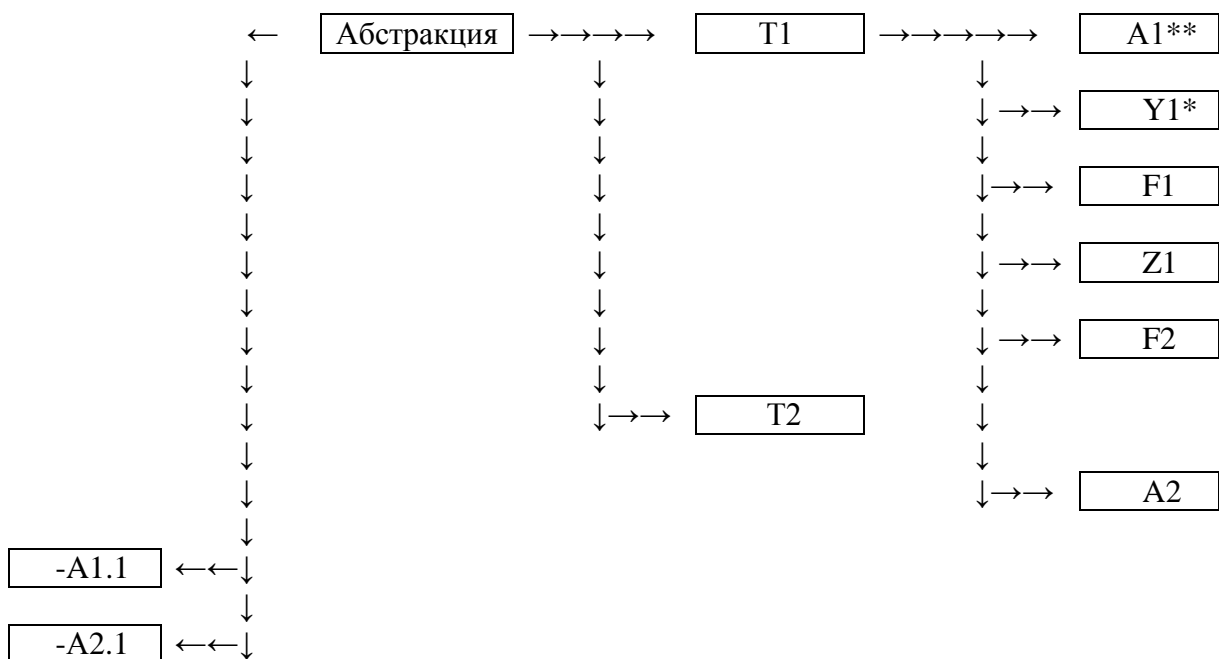 ← Абстракция →→→→ T1 →→→→→ A1**
↓ ↓ ↓
↓ ↓ ↓ →→ Y1*
↓ ↓ ↓
↓ ↓ ↓→→ F1
↓ ↓ ↓
↓ ↓ ↓ →→ Z1
↓ ↓ ↓
↓ ↓ ↓ →→ F2
↓ ↓ ↓
↓ ↓→→ T2 ↓
↓ ↓
↓ ↓→→ A2
↓
-A1.1 ←←↓
↓
-A2.1 ←←↓